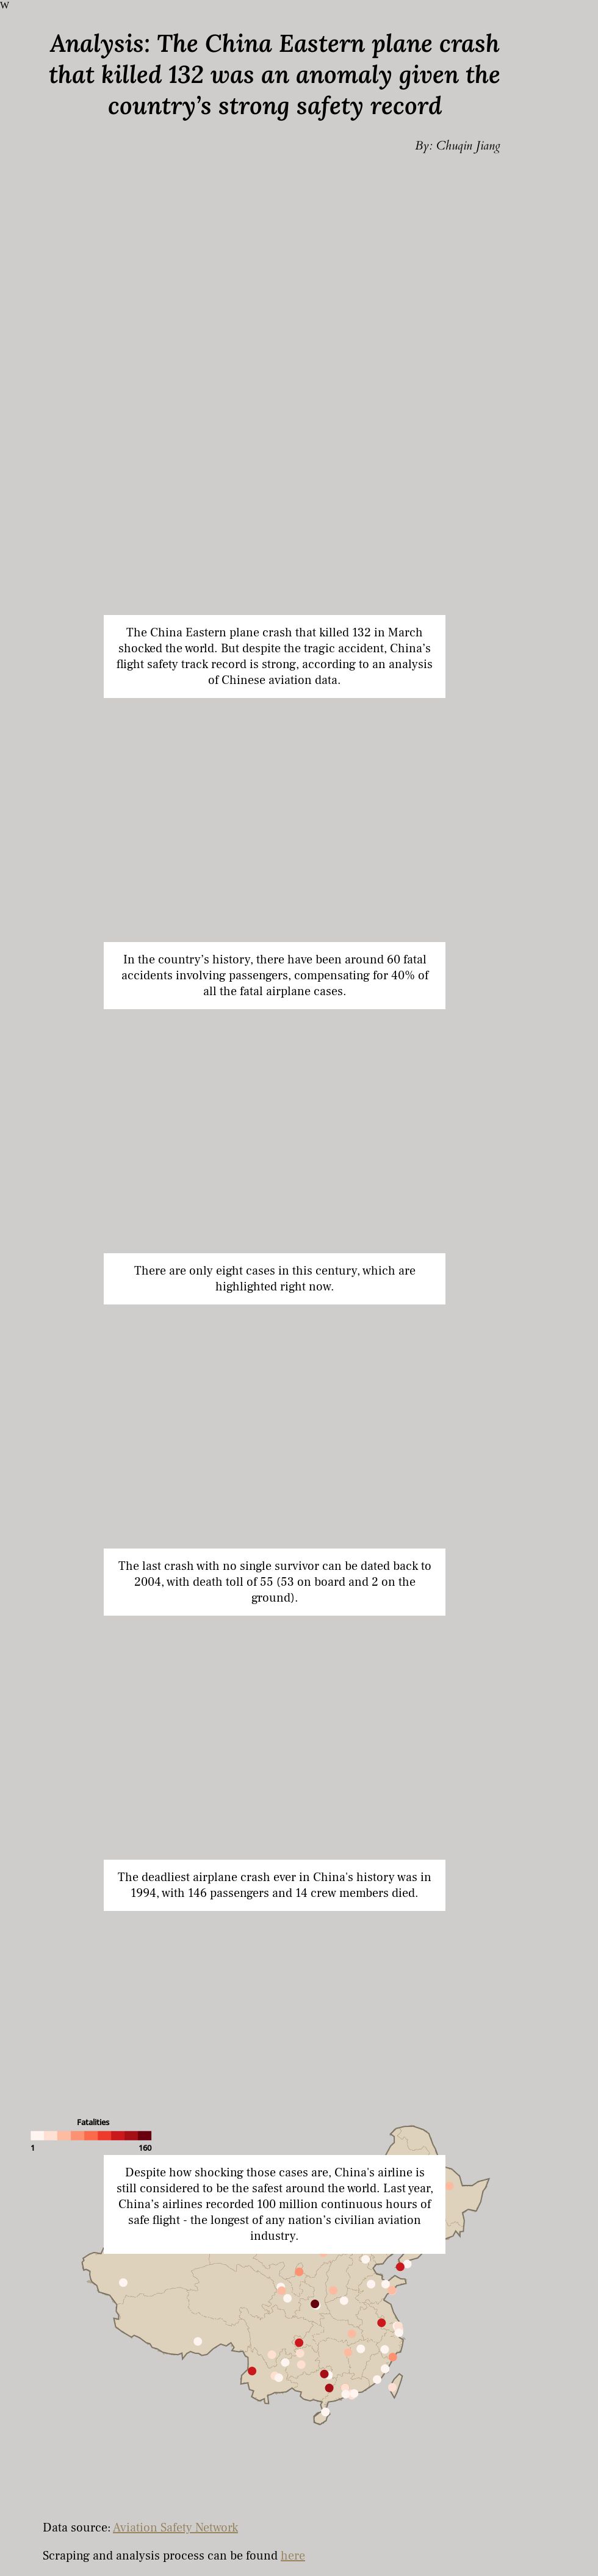 w
Analysis: The China Eastern plane crash
that killed 132 was an anomaly given the
country’s strong safety record
By: Chuqin Jiang
The China Eastern plane crash that killed 132 in March
shocked the world. But despite the tragic accident, China’s
flight safety track record is strong, according to an analysis
of Chinese aviation data.
In the country’s history, there have been around 60 fatal
accidents involving passengers, compensating for 40% of
all the fatal airplane cases.
There are only eight cases in this century, which are
highlighted right now.
The last crash with no single survivor can be dated back to
2004, with death toll of 55 (53 on board and 2 on the
ground).
The deadliest airplane crash ever in China's history was in
1994, with 146 passengers and 14 crew members died.
Fatalities
1 160
Despite how shocking those cases are, China's airline is
still considered to be the safest around the world. Last year,
China’s airlines recorded 100 million continuous hours of
safe flight - the longest of any nation’s civilian aviation
industry.
Data source: Aviation Safety Network
Scraping and analysis process can be found here